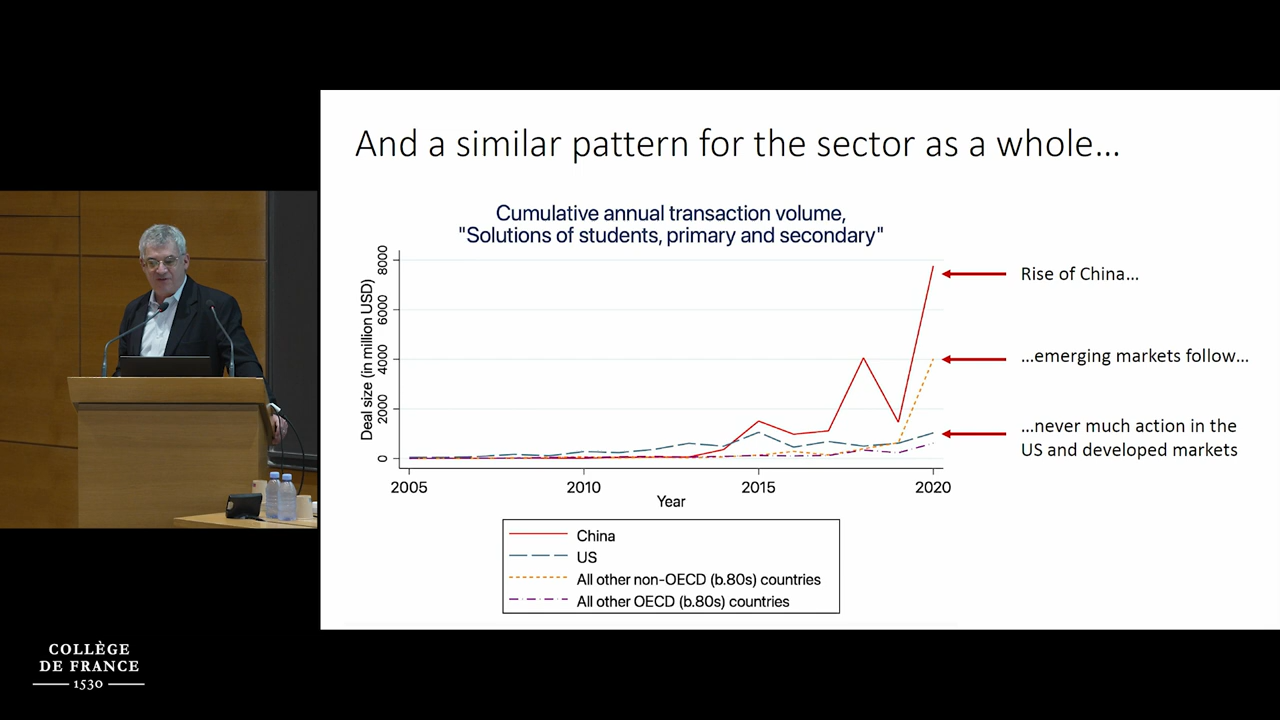 And a similar pattern for the sector as a whole...
Cumulative annual transaction volume,
"Solutions of students, primary and secondary"
Deal size (in million USD)
8000
6000
4000
2000
0
2005
2010
2015
2020
Year
Rise of China...
...emerging markets follow...
...never much action in the
US and developed markets
China
US
All other non-OECD (b.80s) countries
All other OECD (b.80s) countries
COLLÈGE
DE FRANCE
1530